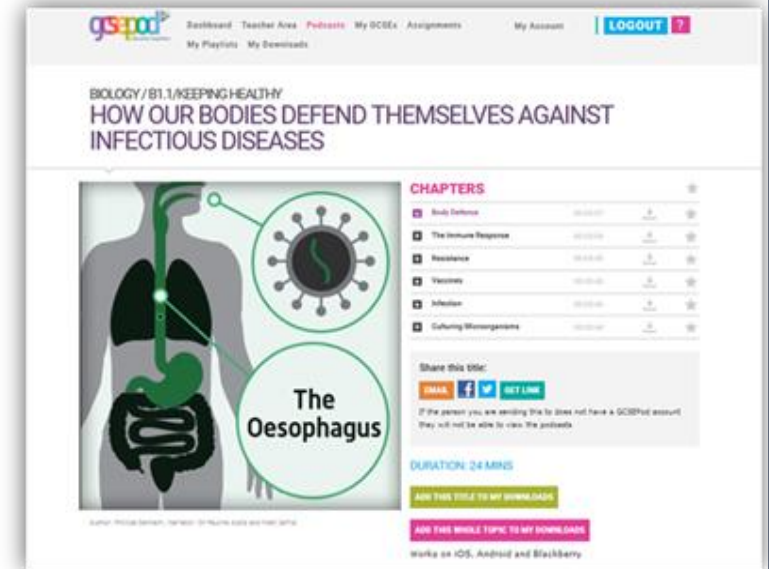 gcsepod
Dashboard Teacher Area Podcasts My GCSEs Assignments My Account LOGOUT ?
My Playlists My Downloads
BIOLOGY / B1.1/KEEPING HEALTHY
HOW OUR BODIES DEFEND THEMSELVES AGAINST
INFECTIOUS DISEASES
The
Oesophagus
CHAPTERS
Body Defence
The Immune Response
Resistance
Vaccines
Infection
Culturing Microorganisms
Share this title:
EMAIL GET LINK
If the person you are sending this to does not have a GCSEPod account
they will not be able to view the podcasts
DURATION: 24 MINS
ADD THIS TITLE TO MY DOWNLOADS
ADD THIS WHOLE TOPIC TO MY DOWNLOADS
Works on iOS, Android and Blackberry